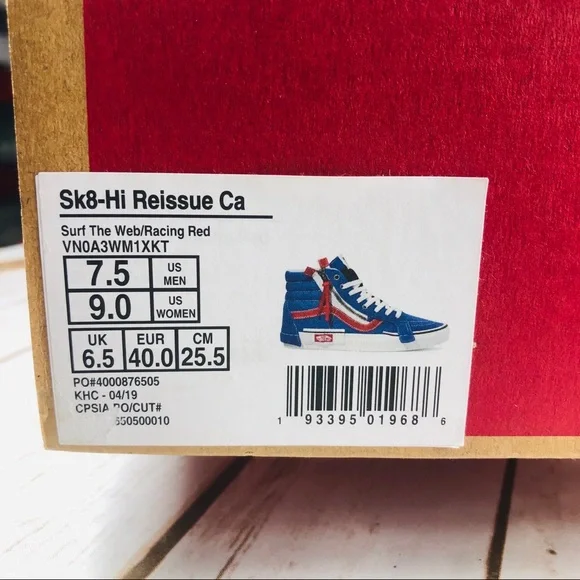 Sk8-Hi Reissue Ca
Surf The Web/Racing Red
VN0A3WM1XKT
7.5 US MEN
9.0 US WOMEN
UK EUR CM
6.5 40.0 25.5
PO#4000876505
KHC - 04/19
CPSIA PO/CUT#
550500010
1 93395 01968 6